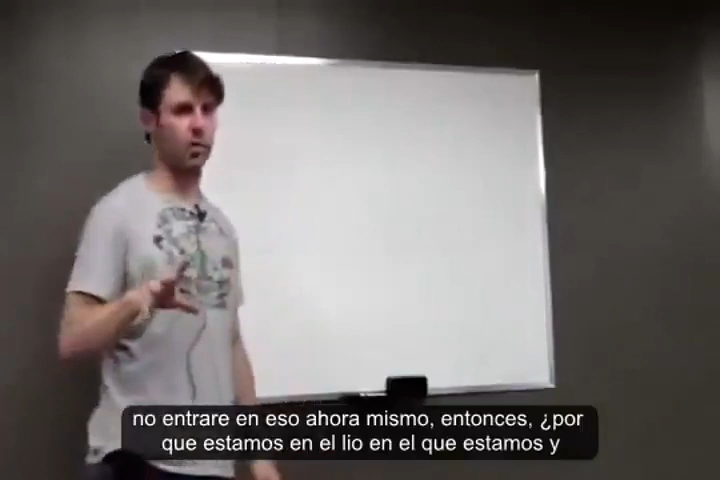 no entrare en eso ahora mismo, entonces, ¿por
que estamos en el lio en el que estamos y